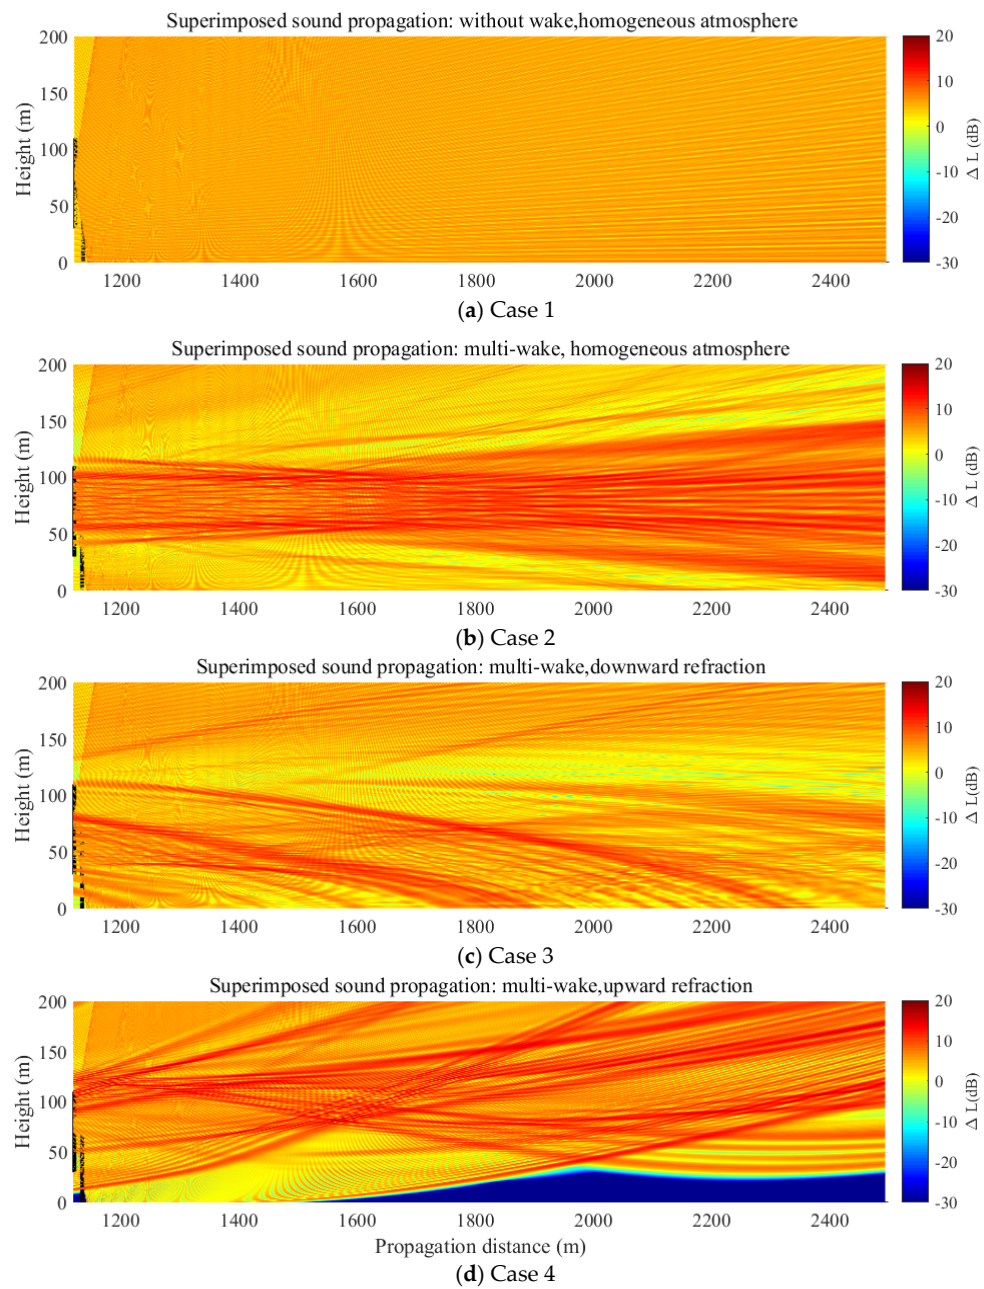 Superimposed sound propagation: without wake,homogeneous atmosphere
200
150
100
50
0
Height (m)
1200 1400 1600 1800 2000 2200 2400
20
10
0
-10
-20
-30
Δ L (dB)
(a) Case 1
Superimposed sound propagation: multi-wake, homogeneous atmosphere
200
150
100
50
0
Height (m)
1200 1400 1600 1800 2000 2200 2400
20
10
0
-10
-20
-30
Δ L (dB)
(b) Case 2
Superimposed sound propagation: multi-wake,downward refraction
200
150
100
50
0
Height (m)
1200 1400 1600 1800 2000 2200 2400
20
10
0
-10
-20
-30
Δ L(dB)
(c) Case 3
Superimposed sound propagation: multi-wake,upward refraction
200
150
100
50
0
Height (m)
1200 1400 1600 1800 2000 2200 2400
20
10
0
-10
-20
-30
Δ L(dB)
Propagation distance (m)
(d) Case 4